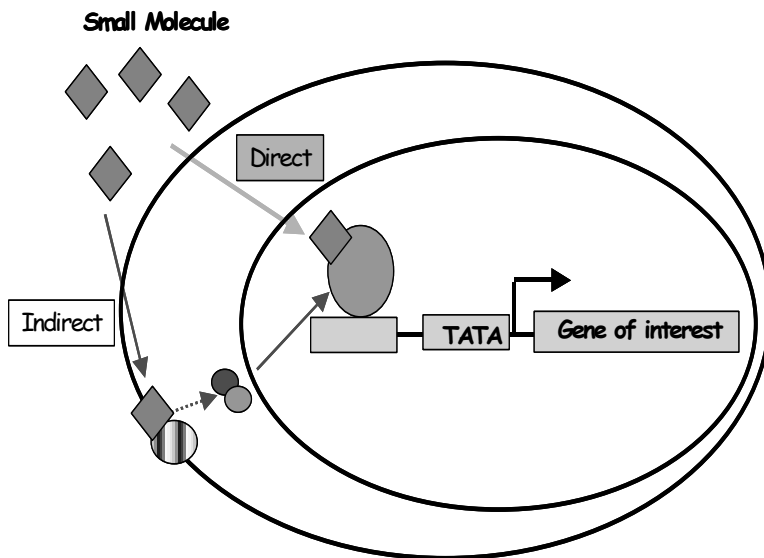 Small Molecule
Direct
Indirect
TATA
Gene of interest